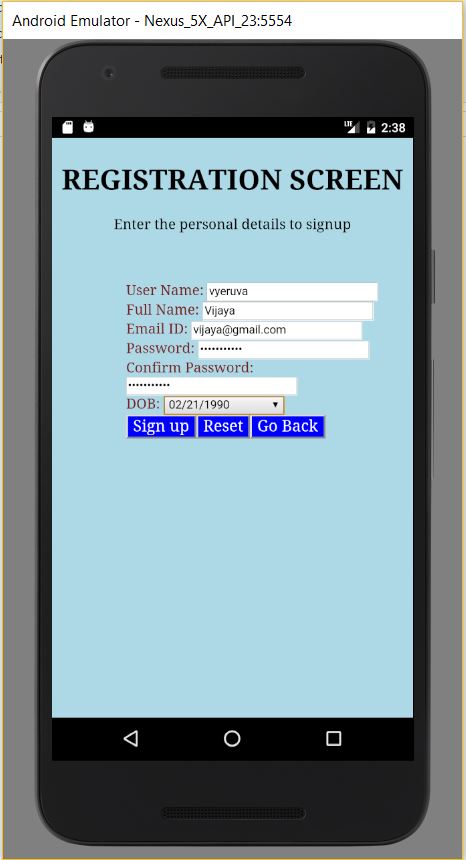 Android Emulator - Nexus_5X_API_23:5554
LTE 2:38
REGISTRATION SCREEN
Enter the personal details to signup
User Name: vyeruva
Full Name: Vijaya
Email ID: vijaya@gmail.com
Password: •••••••••••
Confirm Password:
•••••••••••
DOB: 02/21/1990
Sign up Reset Go Back